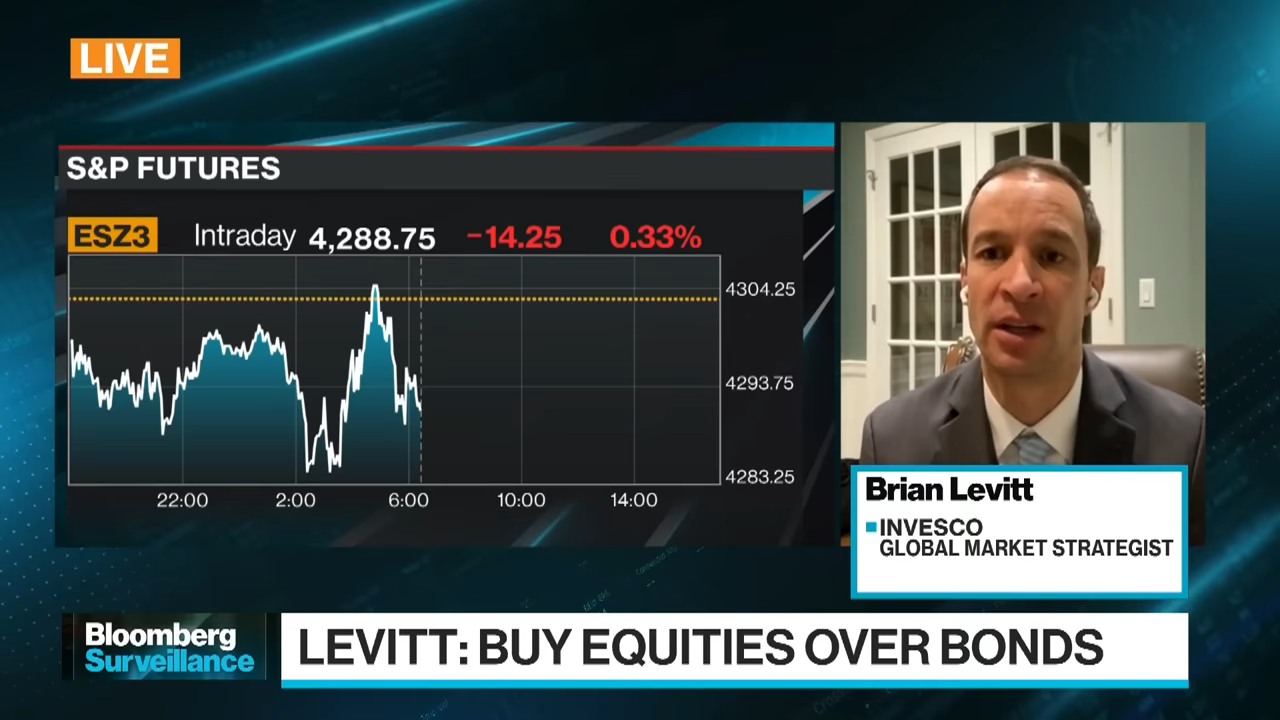 LIVE
S&P FUTURES
ESZ3 Intraday 4,288.75 −14.25 0.33%
4304.25
4293.75
4283.25
22:00 2:00 6:00 10:00 14:00
Brian Levitt
INVESCO
GLOBAL MARKET STRATEGIST
Bloomberg
Surveillance
LEVITT: BUY EQUITIES OVER BONDS